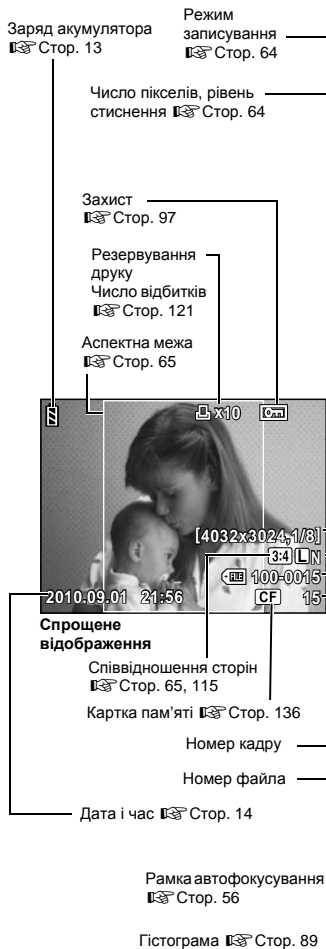 Заряд акумулятора
Стор. 13
Режим
записування
Стор. 64
Число пікселів, рівень
стиснення Стор. 64
Захист
Стор. 97
Резервування
друку
Число відбитків
Стор. 121
Аспектна межа
Стор. 65
x10
[4032x3024,1/8]
3:4 L N
FILE 100-0015
2010.09.01 21:56 CF 15
Спрощене
відображення
Співвідношення сторін
Стор. 65, 115
Картка пам’яті Стор. 136
Номер кадру
Номер файла
Дата і час Стор. 14
Рамка автофокусування
Стор. 56
Гістограма Стор. 89